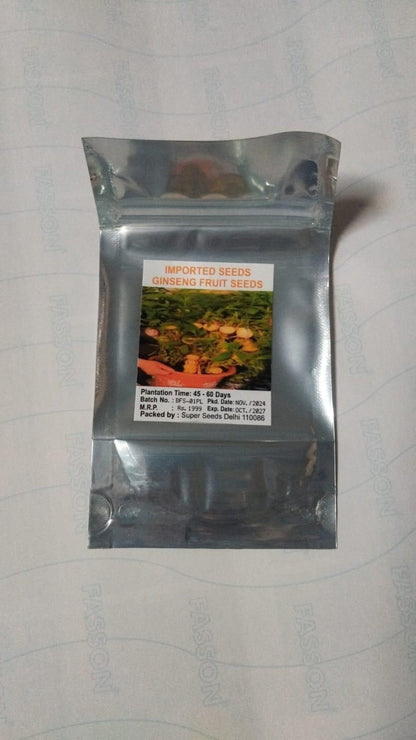 IMPORTED SEEDS
GINSENG FRUIT SEEDS
Plantation Time: 45 - 60 Days
Batch No. : BFS-01PL Pkd. Date: NOV./2024
M.R.P. : Rs. 1999 Exp. Date: OCT./2027
Packed by : Super Seeds Delhi 110086
FASSON
FASSON
FASSON
FASSON
FASSON
FASSON